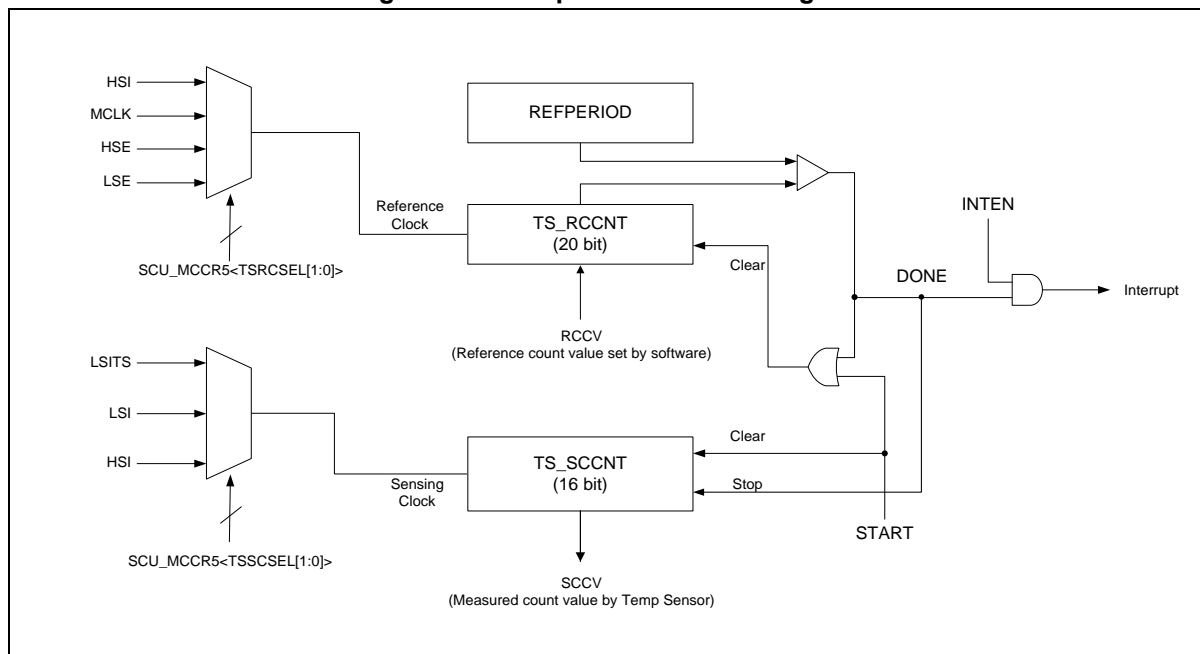 HSI
MCLK
HSE
LSE
SCU_MCCR5<TSRCSEL[1:0]>
Reference
Clock
REFPERIOD
TS_RCCNT
(20 bit)
RCCV
(Reference count value set by software)
Clear
DONE
INTEN
Interrupt
LSITS
LSI
HSI
SCU_MCCR5<TSSCSEL[1:0]>
Sensing
Clock
TS_SCCNT
(16 bit)
Clear
Stop
START
SCCV
(Measured count value by Temp Sensor)